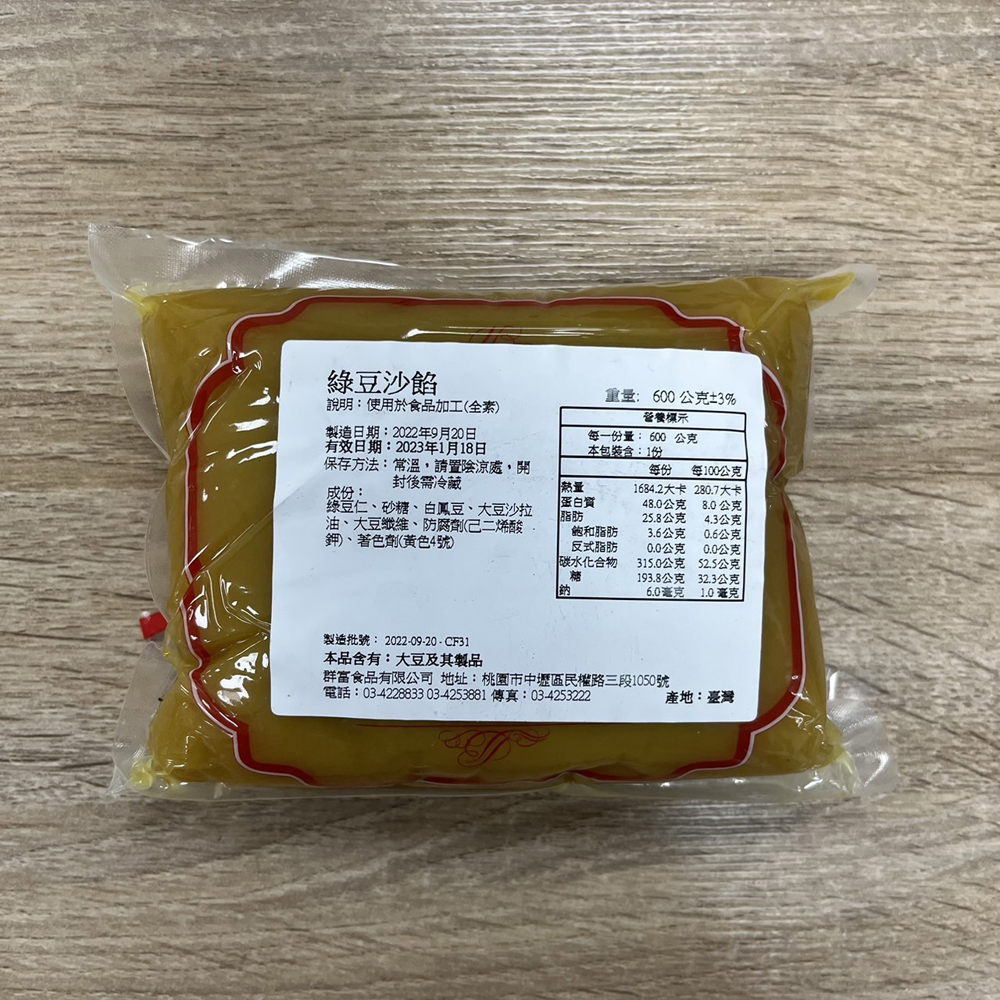 綠豆沙餡
重量: 600 公克±3%
說明：使用於食品加工(全素)
製造日期：2022年9月20日
有效日期：2023年1月18日
保存方法：常溫，請置陰涼處，開
封後需冷藏
成份：
綠豆仁、砂糖、白鳳豆、大豆沙拉
油、大豆纖維、防腐劑(己二烯酸
鉀)、著色劑(黃色4號)
營養標示
每一份量： 600 公克
本包裝含：1份
每份 每100公克
熱量 1684.2大卡 280.7大卡
蛋白質 48.0公克 8.0公克
脂肪 25.8公克 4.3公克
飽和脂肪 3.6公克 0.6公克
反式脂肪 0.0公克 0.0公克
碳水化合物 315.0公克 52.5公克
糖 193.8公克 32.3公克
鈉 6.0毫克 1.0毫克
製造批號： 2022-09-20 - CF31
本品含有：大豆及其製品
群富食品有限公司 地址：桃園市中壢區民權路三段1050號
電話：03-4228833 03-4253881 傳真：03-4253222
產地：臺灣